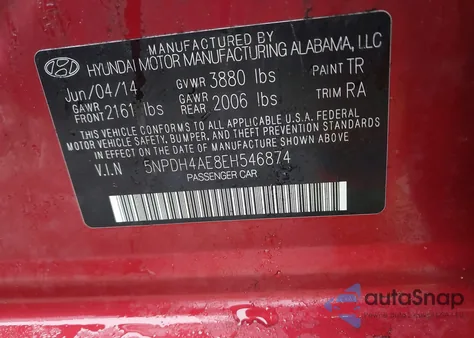 MANUFACTURED BY
HYUNDAI MOTOR MANUFACTURING ALABAMA, LLC
Jun/04/14 GVWR 3880 lbs PAINT TR
GAWR FRONT 2161 lbs GAWR REAR 2006 lbs TRIM RA
THIS VEHICLE CONFORMS TO ALL APPLICABLE U.S.A. FEDERAL
MOTOR VEHICLE SAFETY, BUMPER, AND THEFT PREVENTION STANDARDS
IN EFFECT ON THE DATE OF MANUFACTURE SHOWN ABOVE.
V.I.N 5NPDH4AE8EH546874
PASSENGER CAR
autoSnap